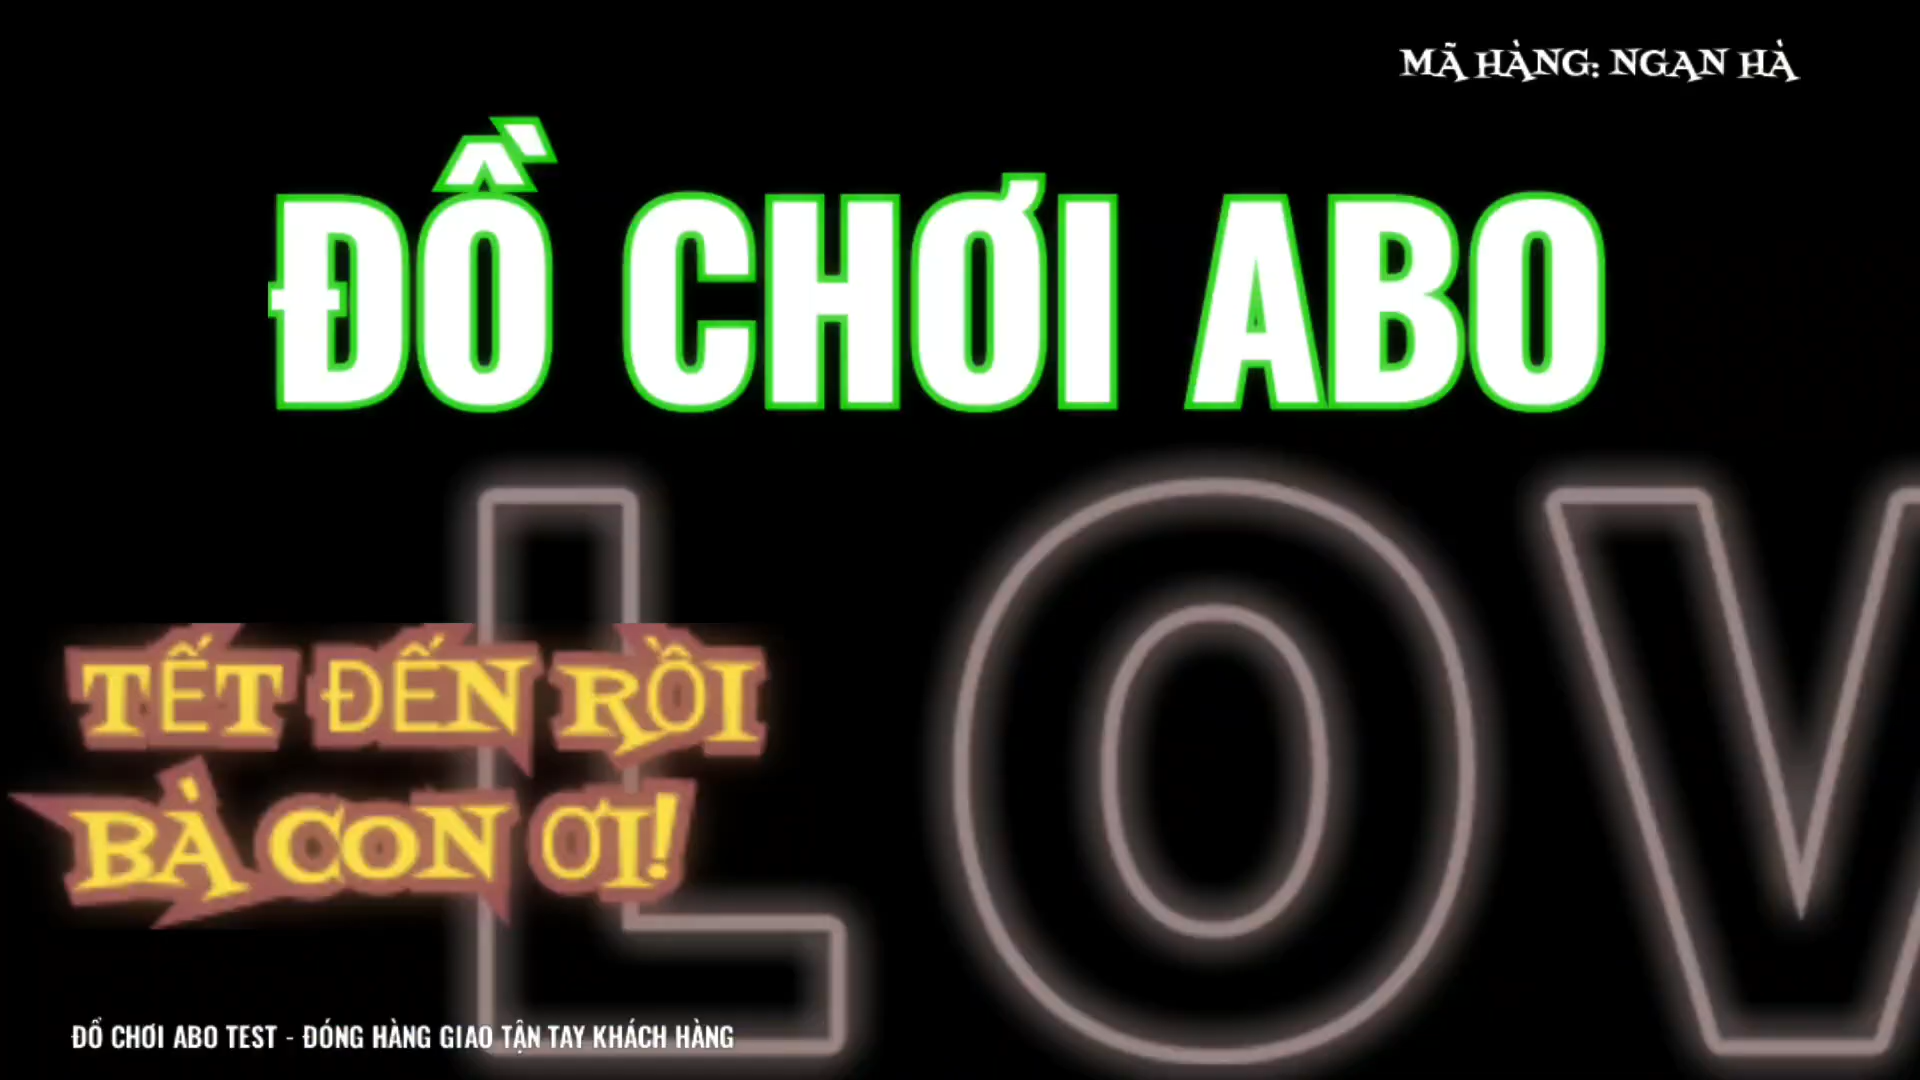 MÃ HÀNG: NGAN HÀ
ĐỒ CHƠI ABO
LOV
TẾT ĐẾN RỒI
BÀ CON ƠI!
ĐỒ CHƠI ABO TEST - ĐÓNG HÀNG GIAO TẬN TAY KHÁCH HÀNG